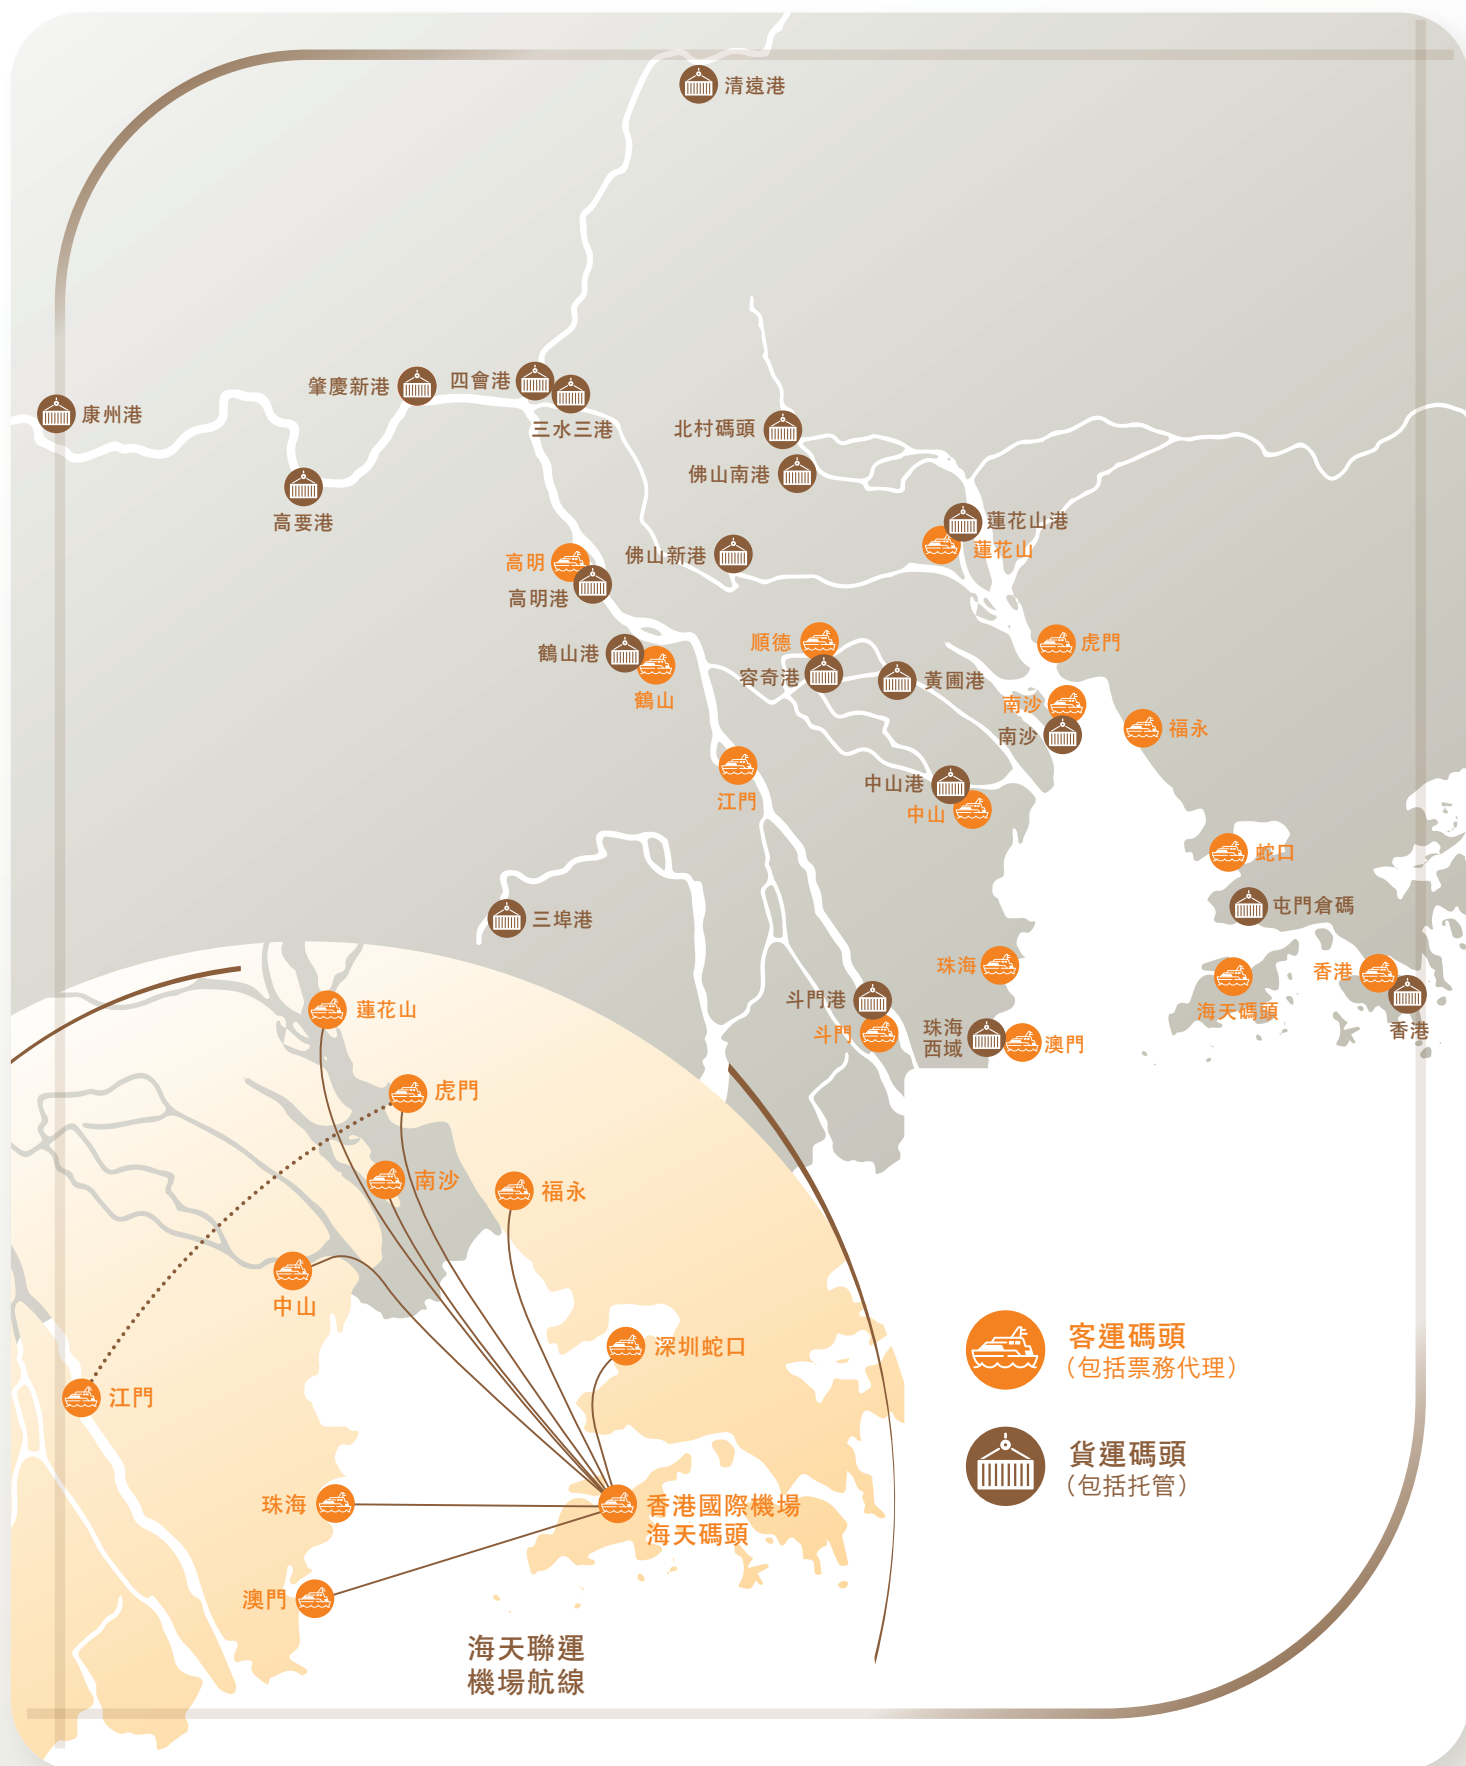 清遠港
肇慶新港
四會港
康州港
三水三港
北村碼頭
佛山南港
高要港
蓮花山港
蓮花山
佛山新港
高明
高明港
順德
虎門
鶴山港
容奇港
黃圃港
鶴山
南沙
南沙
福永
中山港
江門
中山
蛇口
屯門倉碼
三埠港
珠海
香港
斗門港
海天碼頭
珠海
西域
斗門
香港
澳門
蓮花山
虎門
南沙
福永
中山
深圳蛇口
江門
珠海
香港國際機場
海天碼頭
澳門
海天聯運
機場航線
客運碼頭
（包括票務代理）
貨運碼頭
（包括托管）